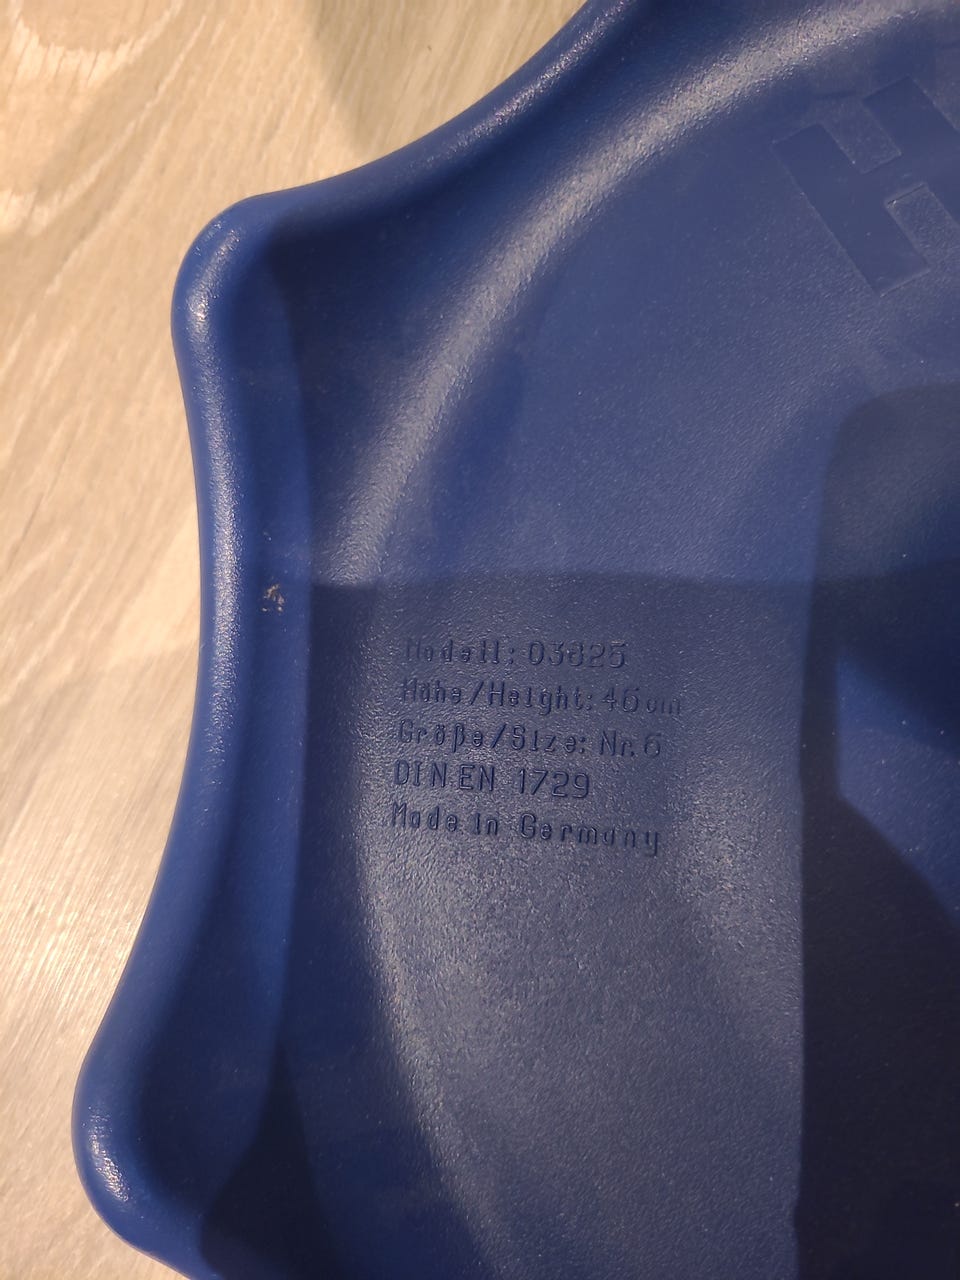 H
Modell: 03825
Höhe/Height: 46 cm
Größe/Size: Nr. 6
DIN EN 1729
Made in Germany